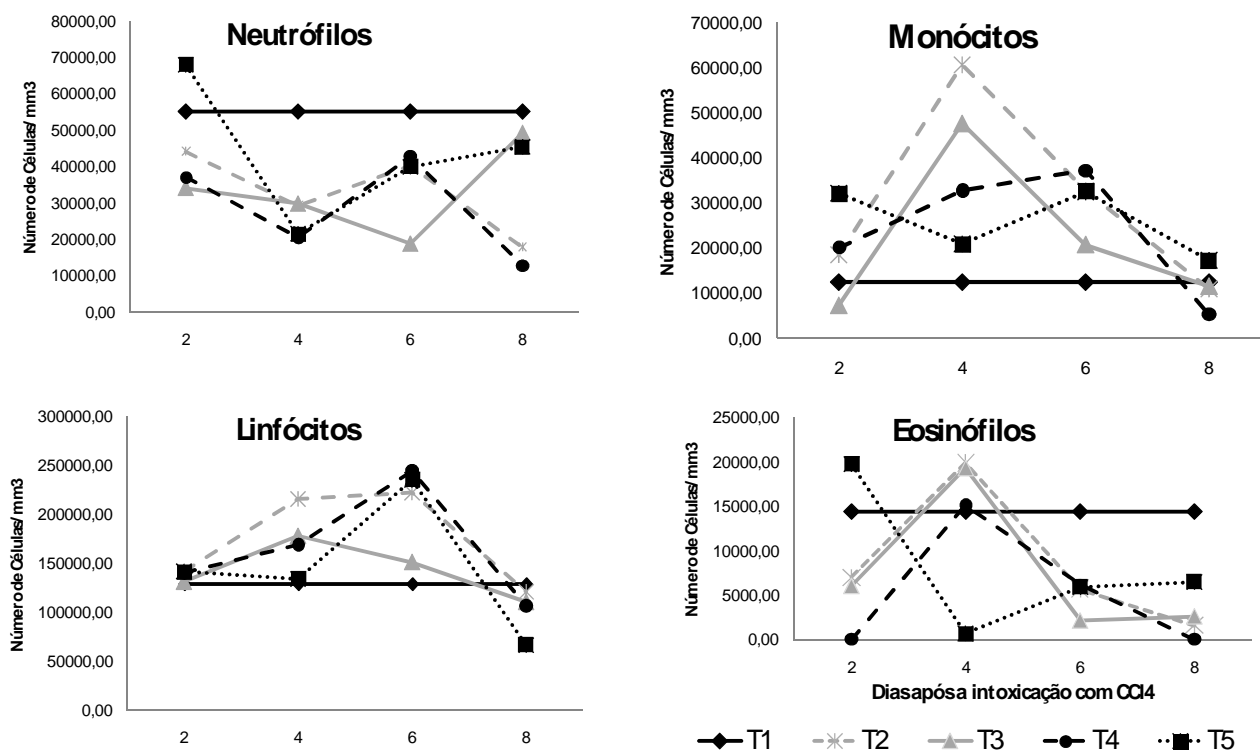 Neutrófilos
Número de Células/ mm3
80000,00
70000,00
60000,00
50000,00
40000,00
30000,00
20000,00
10000,00
0,00
2 4 6 8
Monócitos
Número de Células/ mm3
70000,00
60000,00
50000,00
40000,00
30000,00
20000,00
10000,00
0,00
2 4 6 8
Linfócitos
Número de Células/ mm3
300000,00
250000,00
200000,00
150000,00
100000,00
50000,00
0,00
2 4 6 8
Eosinófilos
Número de Células/ mm3
25000,00
20000,00
15000,00
10000,00
5000,00
0,00
2 4 6 8
Dias após a intoxicação com CCl4
T1 T2 T3 T4 T5